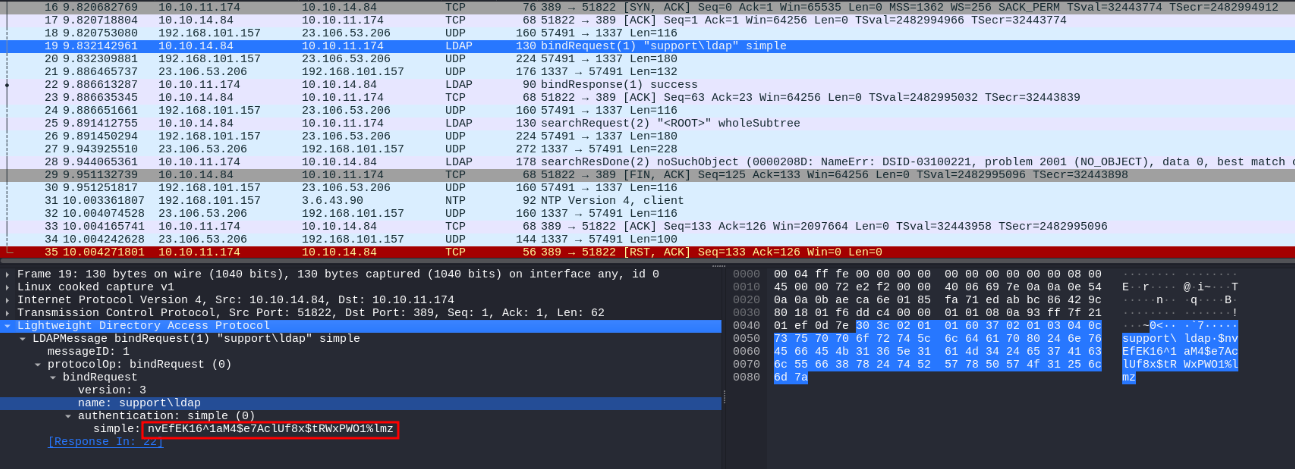 16 9.820682769 10.10.11.174 10.10.14.84 TCP 76 389 → 51822 [SYN, ACK] Seq=0 Ack=1 Win=65535 Len=0 MSS=1362 WS=256 SACK_PERM TSval=32443774 TSecr=2482994912
17 9.820718804 10.10.14.84 10.10.11.174 TCP 68 51822 → 389 [ACK] Seq=1 Ack=1 Win=64256 Len=0 TSval=2482994966 TSecr=32443774
18 9.820753080 192.168.101.157 23.106.53.206 UDP 160 57491 → 1337 Len=116
19 9.832142961 10.10.14.84 10.10.11.174 LDAP 130 bindRequest(1) "support\ldap" simple
20 9.832309881 192.168.101.157 23.106.53.206 UDP 224 57491 → 1337 Len=180
21 9.886465737 23.106.53.206 192.168.101.157 UDP 176 1337 → 57491 Len=132
22 9.886613287 10.10.11.174 10.10.14.84 LDAP 90 bindResponse(1) success
23 9.886635345 10.10.14.84 10.10.11.174 TCP 68 51822 → 389 [ACK] Seq=63 Ack=23 Win=64256 Len=0 TSval=2482995032 TSecr=32443839
24 9.886651661 192.168.101.157 23.106.53.206 UDP 160 57491 → 1337 Len=116
25 9.891412755 10.10.14.84 10.10.11.174 LDAP 130 searchRequest(2) "<ROOT>" wholeSubtree
26 9.891450294 192.168.101.157 23.106.53.206 UDP 224 57491 → 1337 Len=180
27 9.943925510 23.106.53.206 192.168.101.157 UDP 272 1337 → 57491 Len=228
28 9.944065361 10.10.11.174 10.10.14.84 LDAP 178 searchResDone(2) noSuchObject (0000208D: NameErr: DSID-03100221, problem 2001 (NO_OBJECT), data 0, best match
29 9.951132739 10.10.14.84 10.10.11.174 TCP 68 51822 → 389 [FIN, ACK] Seq=125 Ack=133 Win=64256 Len=0 TSval=2482995096 TSecr=32443898
30 9.951251817 192.168.101.157 23.106.53.206 UDP 160 57491 → 1337 Len=116
31 10.003361807 192.168.101.157 3.6.43.90 NTP 92 NTP Version 4, client
32 10.004074528 23.106.53.206 192.168.101.157 UDP 160 1337 → 57491 Len=116
33 10.004165741 10.10.11.174 10.10.14.84 TCP 68 389 → 51822 [ACK] Seq=133 Ack=126 Win=2097664 Len=0 TSval=32443958 TSecr=2482995096
34 10.004242628 23.106.53.206 192.168.101.157 UDP 144 1337 → 57491 Len=100
35 10.004271801 10.10.11.174 10.10.14.84 TCP 56 389 → 51822 [RST, ACK] Seq=133 Ack=126 Win=0 Len=0
Frame 19: 130 bytes on wire (1040 bits), 130 bytes captured (1040 bits) on interface any, id 0
Linux cooked capture v1
Internet Protocol Version 4, Src: 10.10.14.84, Dst: 10.10.11.174
Transmission Control Protocol, Src Port: 51822, Dst Port: 389, Seq: 1, Ack: 1, Len: 62
Lightweight Directory Access Protocol
LDAPMessage bindRequest(1) "support\ldap" simple
messageID: 1
protocolOp: bindRequest (0)
bindRequest
version: 3
name: support\ldap
authentication: simple (0)
simple: nvEfEK16^1aM4$e7AclUf8x$tRWxPWO1%lmz
[Response In: 22]
0000 00 04 ff fe 00 00 00 00 00 00 00 00 00 00 08 00 ········ ········
0010 45 00 00 72 e2 f2 00 00 40 06 69 7e 0a 0a 0e 54 E··r···· @·i~···T
0020 0a 0a 0b ae ca 6e 01 85 fa 71 ed ab bc 86 42 9c ·····n·· ·q····B·
0030 80 18 01 f6 dd c4 00 00 01 01 08 0a 93 ff 7f 21 ········ ·······!
0040 01 ef 0d 7e 30 3c 02 01 01 60 37 02 01 03 04 0c ···~0<·· ·`7·····
0050 73 75 70 70 6f 72 74 5c 6c 64 61 70 80 24 6e 76 support\ ldap·$nv
0060 45 66 45 4b 31 36 5e 31 61 4d 34 24 65 37 41 63 EfEK16^1 aM4$e7Ac
0070 6c 55 66 38 78 24 74 52 57 78 50 57 4f 31 25 6c lUf8x$tR WxPWO1%l
0080 6d 7a mz